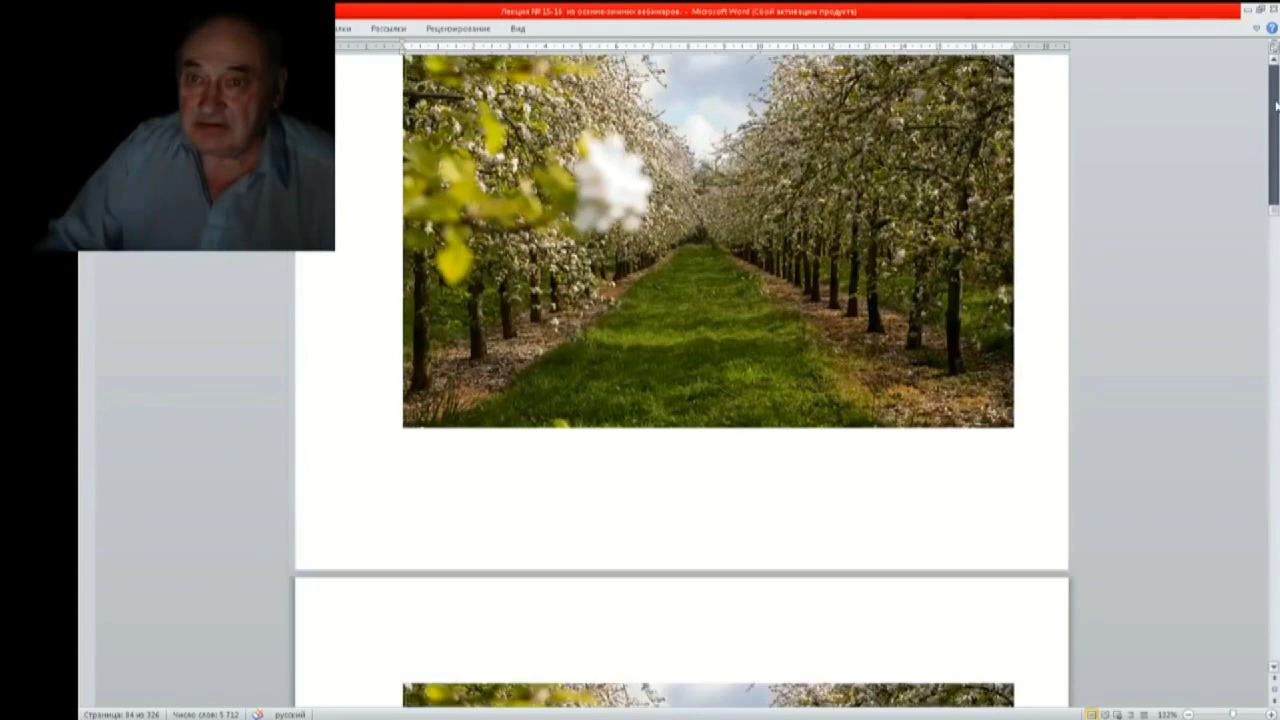 Лекция № 15-16 из осенне-зимних вебинаров. - Microsoft Word (Сбой активации продукта)
Рассылки Рецензирование Вид
Страница: 84 из 326 Число слов: 5 712 русский 132%